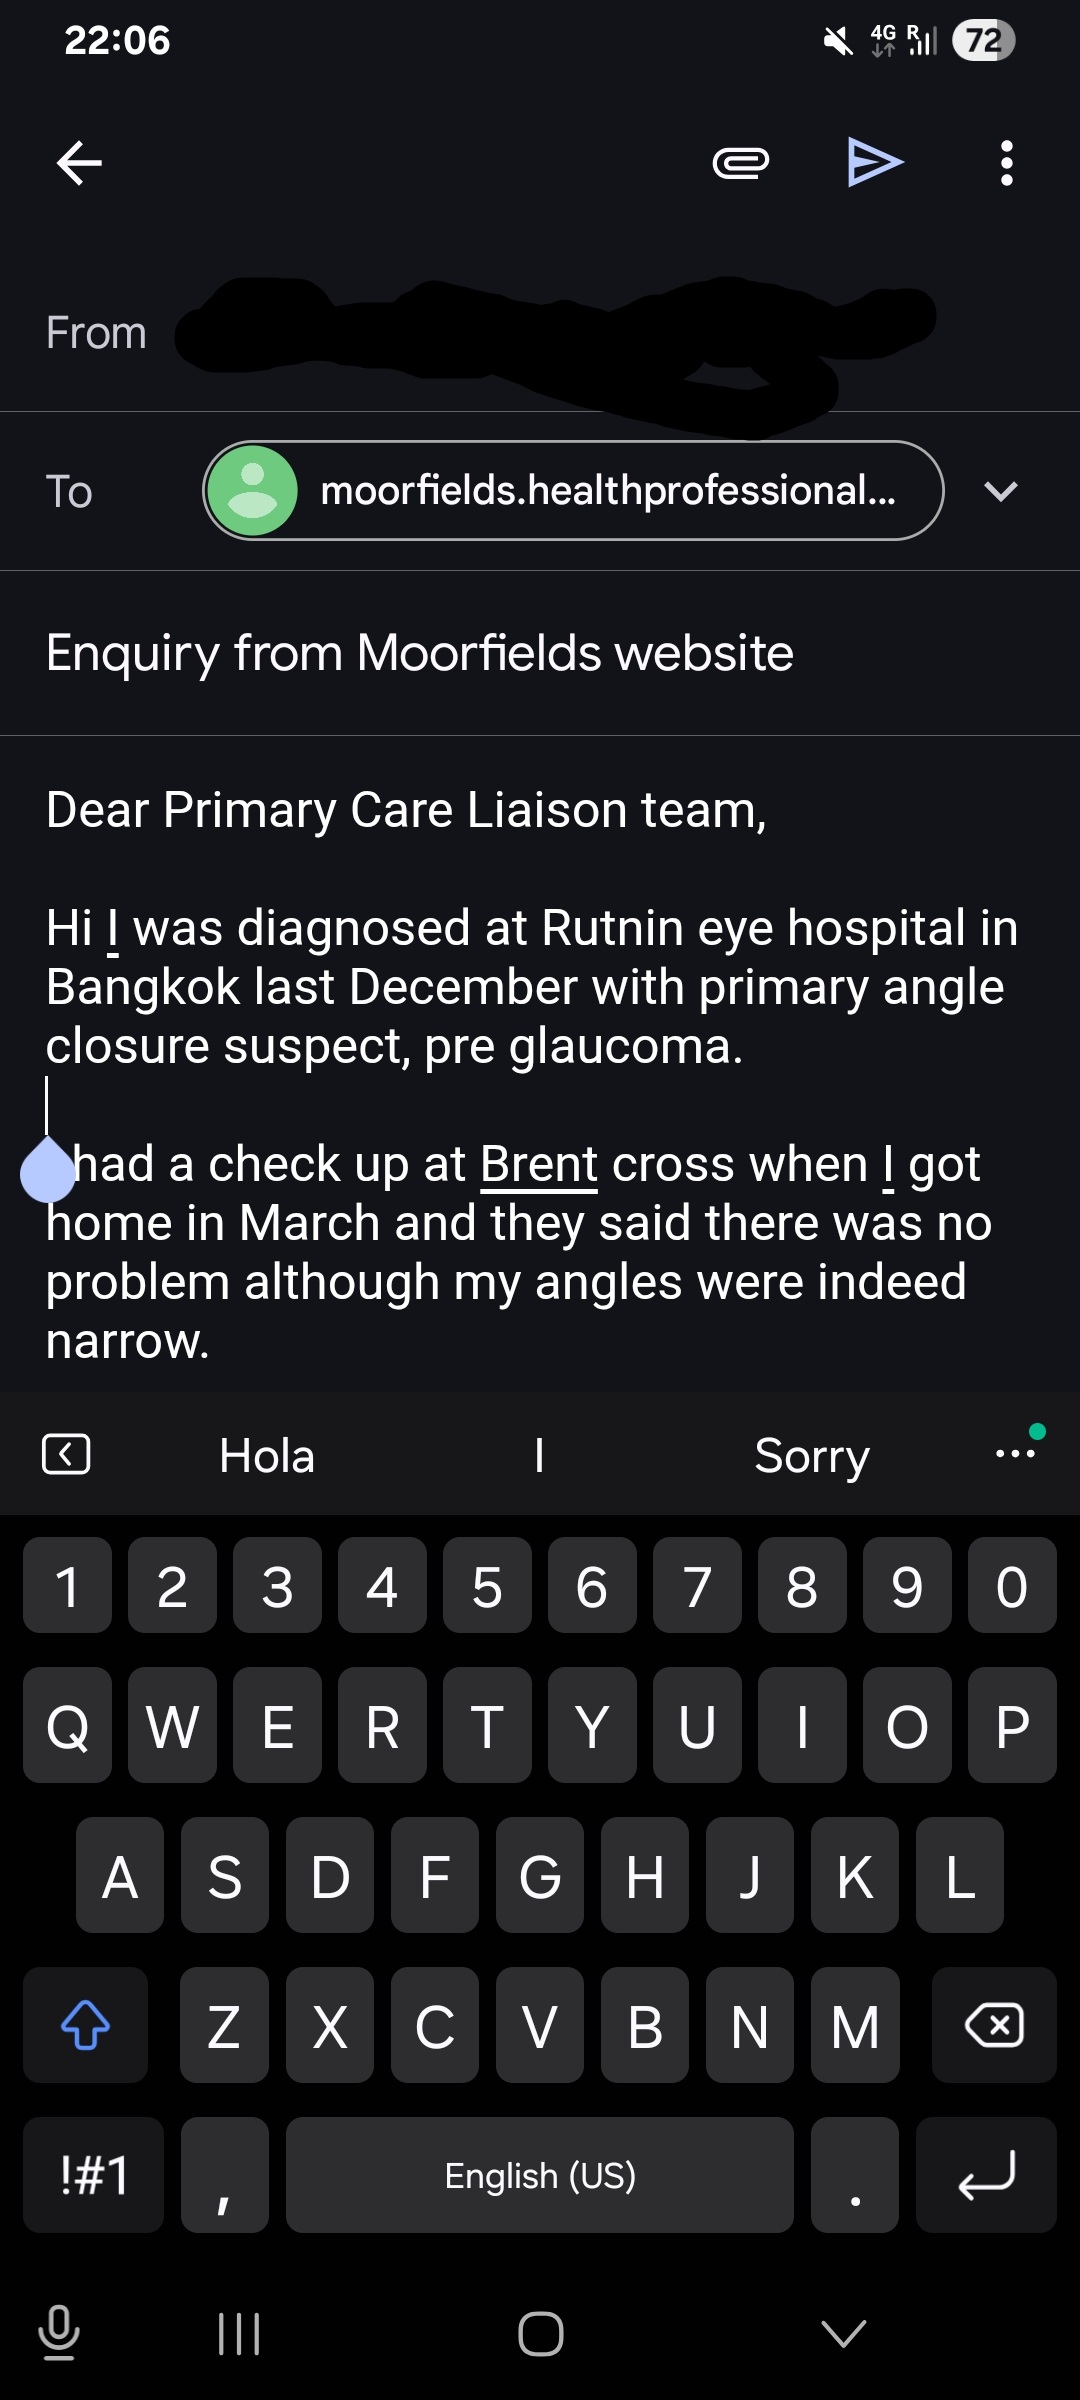 22:06
4G R 72
From
To moorfields.healthprofessional...
Enquiry from Moorfields website
Dear Primary Care Liaison team,
Hi I was diagnosed at Rutnin eye hospital in
Bangkok last December with primary angle
closure suspect, pre glaucoma.
had a check up at Brent cross when I got
home in March and they said there was no
problem although my angles were indeed
narrow.
Hola I Sorry ...
1 2 3 4 5 6 7 8 9 0
Q W E R T Y U I O P
A S D F G H J K L
Z X C V B N M
!#1 , English (US) .